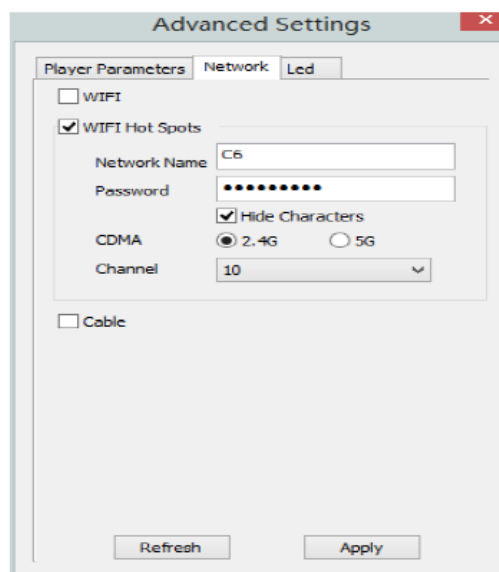 Advanced Settings
Player Parameters Network Led
WIFI
WIFI Hot Spots
Network Name C6
Password •••••••••
Hide Characters
CDMA 2.4G 5G
Channel 10
Cable
Refresh Apply